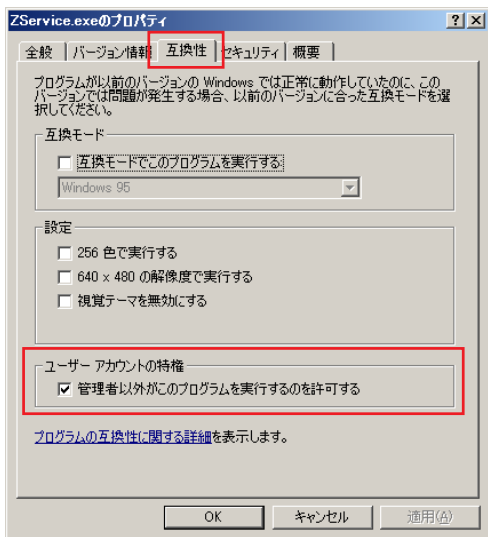 ZService.exeのプロパティ
全般 バージョン情報 互換性 セキュリティ 概要
プログラムが以前のバージョンの Windows では正常に動作していたのに、この
バージョンでは問題が発生する場合、以前のバージョンに合った互換モードを選
択してください。
互換モード
互換モードでこのプログラムを実行する:
Windows 95
設定
256 色で実行する
640 x 480 の解像度で実行する
視覚テーマを無効にする
ユーザー アカウントの特権
管理者以外がこのプログラムを実行するのを許可する
プログラムの互換性に関する詳細を表示します。
OK キャンセル 適用(A)